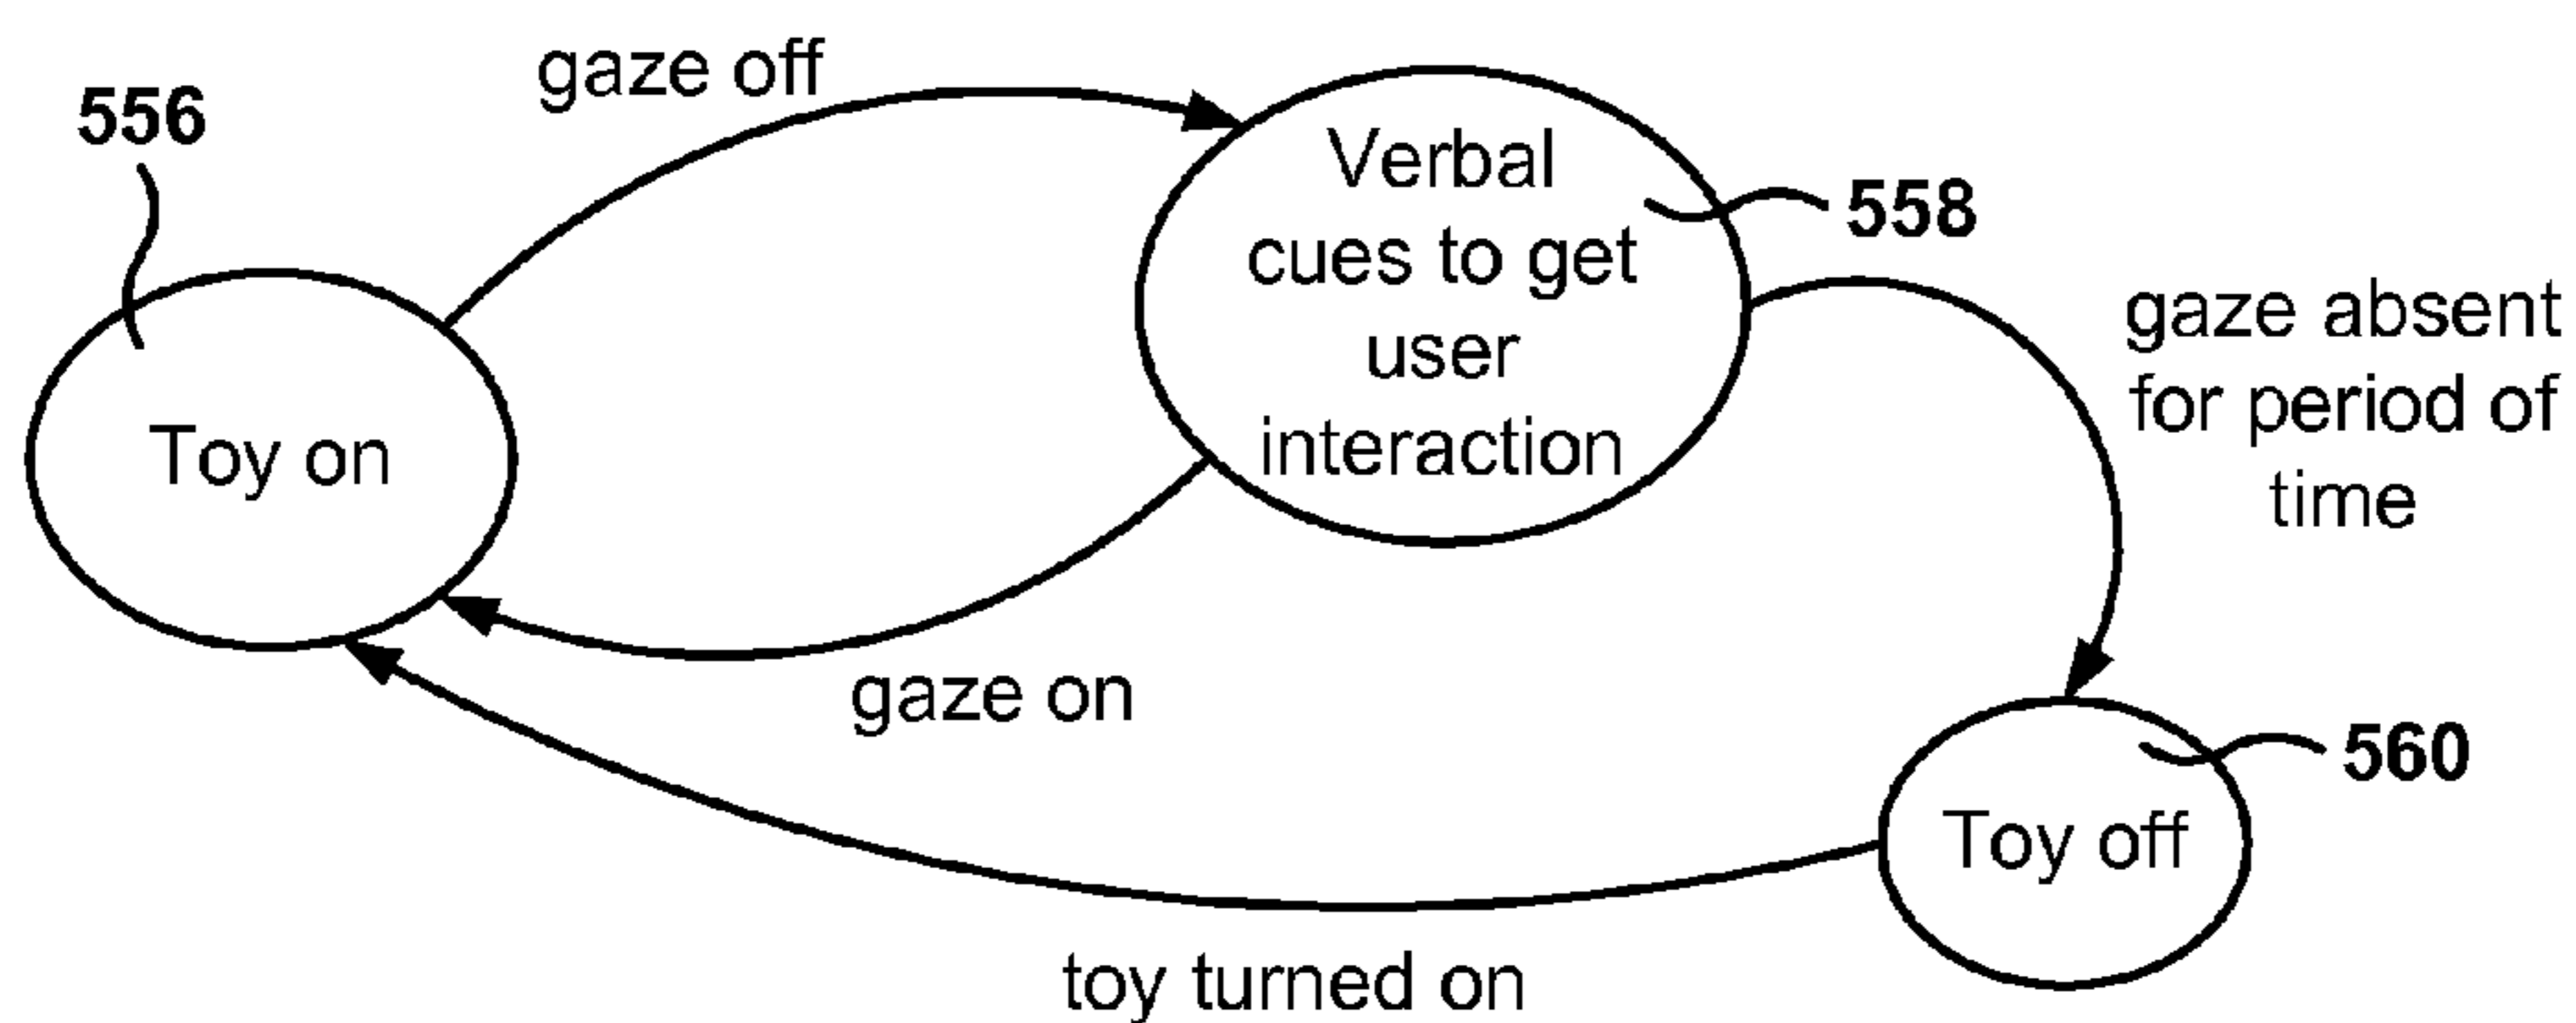 gaze off
556
Verbal
cues to get
user
interaction
558
Toy on
gaze absent
for period of
time
gaze on
560
Toy off
toy turned on